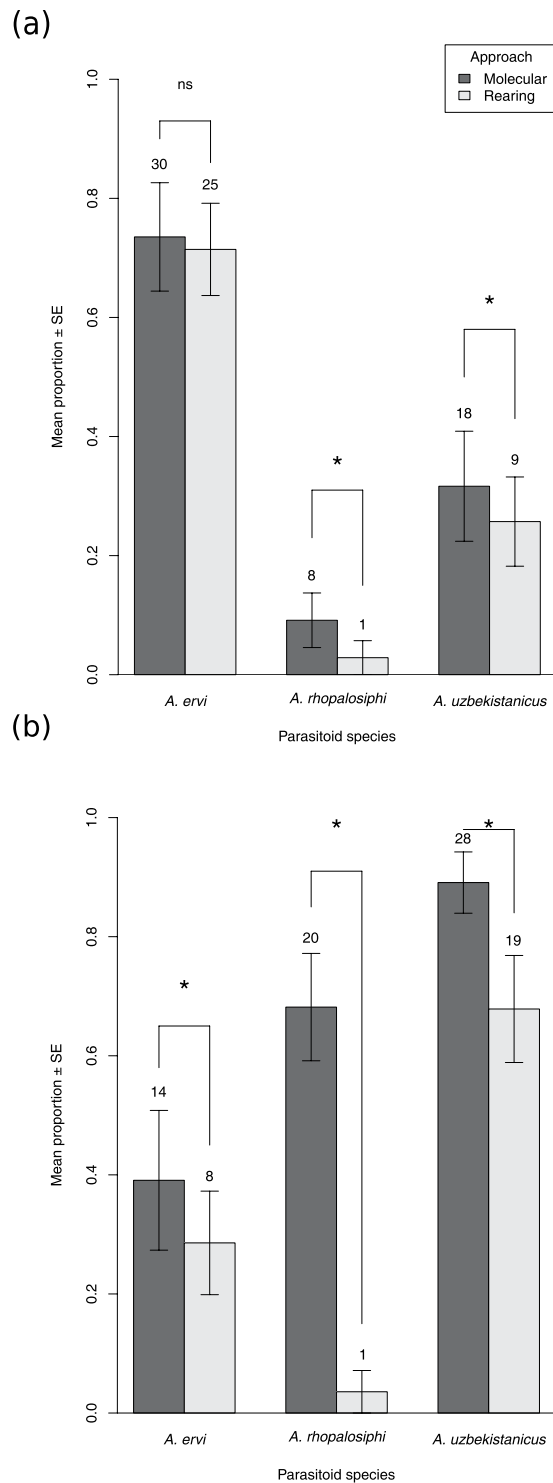 (a)
Approach
Molecular
Rearing
1.0
0.8
0.6
0.4
0.2
0.0
Mean proportion ± SE
ns
30
25
*
8
1
*
18
9
A. ervi
A. rhopalosiphi
A. uzbekistanicus
Parasitoid species
(b)
1.0
0.8
0.6
0.4
0.2
0.0
Mean proportion ± SE
*
14
8
*
20
1
*
28
19
A. ervi
A. rhopalosiphi
A. uzbekistanicus
Parasitoid species